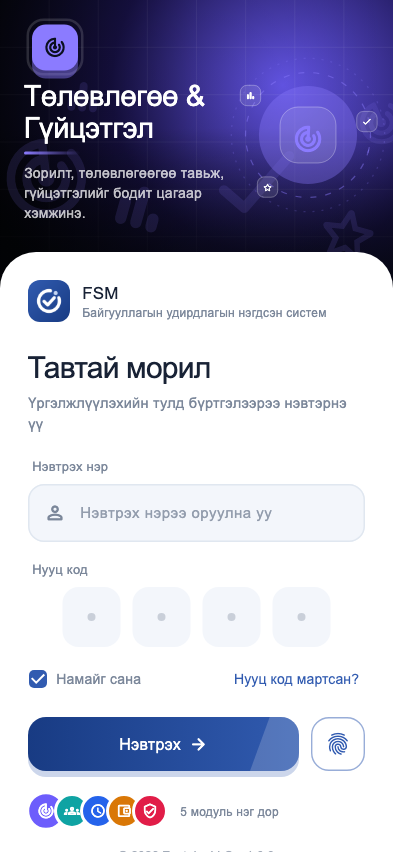 Төлөвлөгөө &
Гүйцэтгэл
Зорилт, төлөвлөгөөгөө тавьж,
гүйцэтгэлийг бодит цагаар
хэмжинэ.
FSM
Байгууллагын удирдлагын нэгдсэн систем
Тавтай морил
Үргэлжлүүлэхийн тулд бүртгэлээрээ нэвтэрнэ
үү
Нэвтрэх нэр
Нэвтрэх нэрээ оруулна уу
Нууц код
Намайг сана
Нууц код мартсан?
Нэвтрэх
5 модуль нэг дор